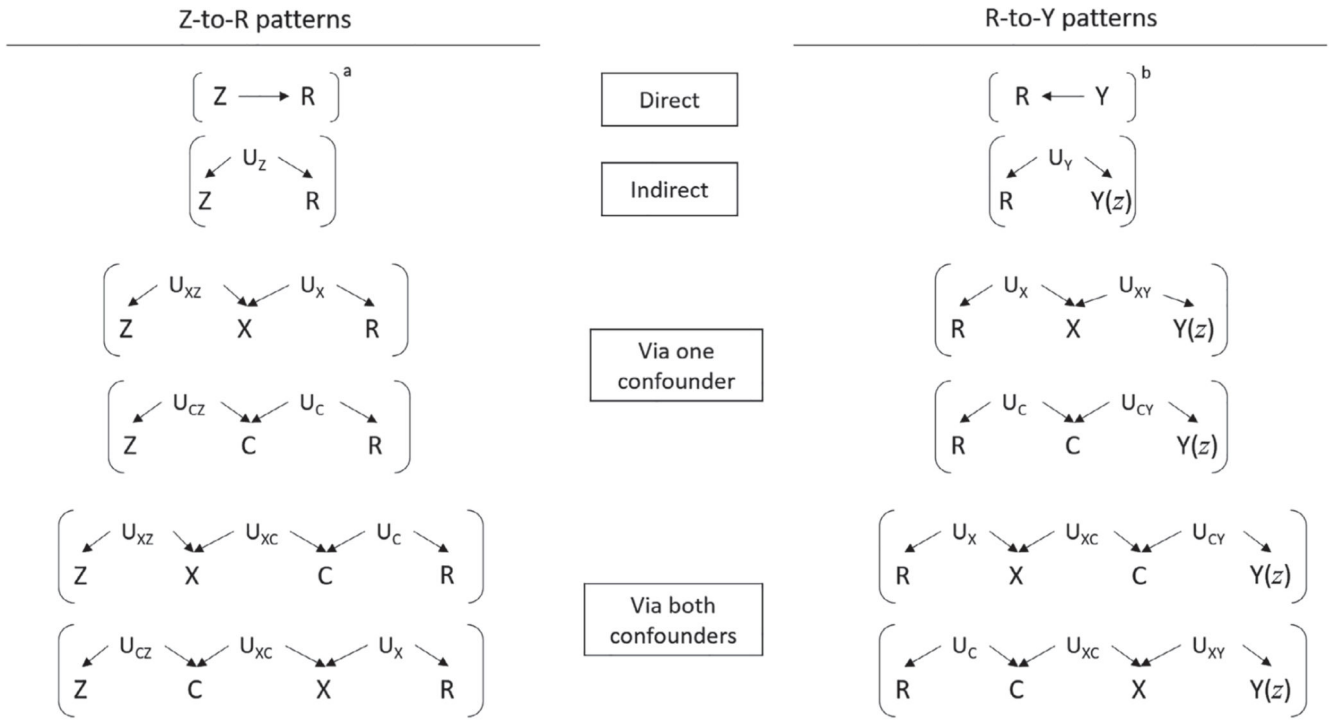 Z-to-R patterns
R-to-Y patterns
Z R a
Direct
R Y b
U_Z
Z R
Indirect
U_Y
R Y(z)
U_XZ U_X
Z X R
U_X U_XY
R X Y(z)
Via one
confounder
U_CZ U_C
Z C R
U_C U_CY
R C Y(z)
U_XZ U_XC U_C
Z X C R
U_X U_XC U_CY
R X C Y(z)
Via both
confounders
U_CZ U_XC U_X
Z C X R
U_C U_XC U_XY
R C X Y(z)